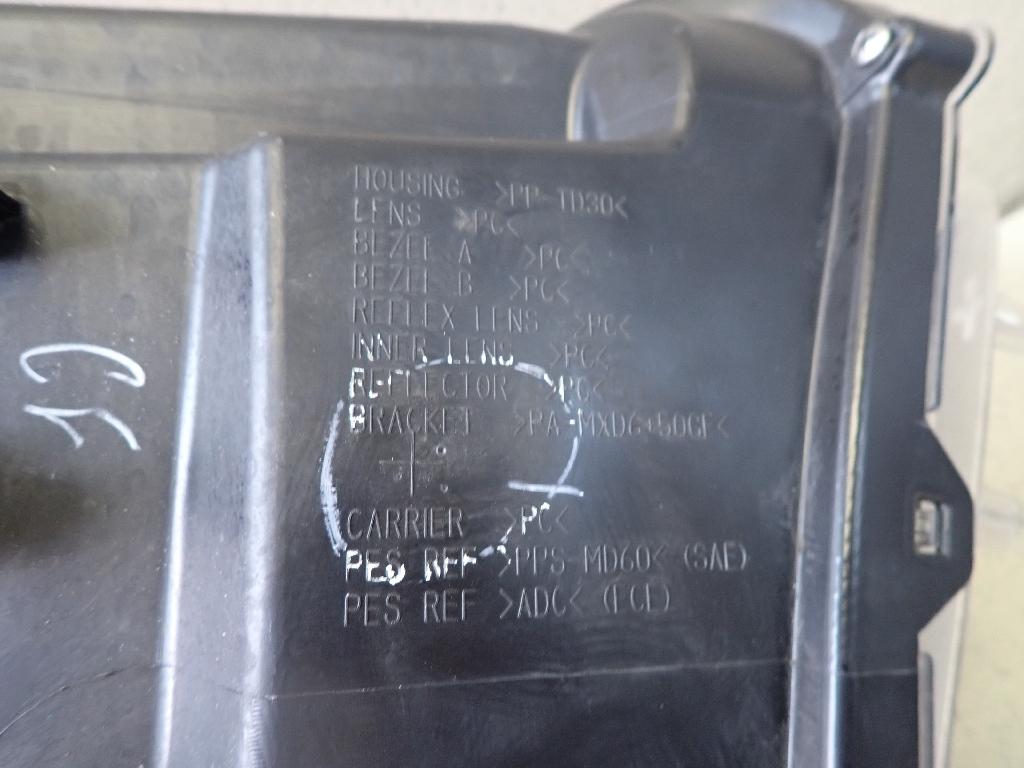 HOUSING >PP-TD30<
LENS >PC<
BEZEL A >PC<
BEZEL B >PC<
REFLEX LENS >PC<
INNER LENS >PC<
REFLECTOR >PC<
BRACKET >PA-MXD6+50GF<
CARRIER >PC<
PES REF >PPS-MD60< (SAE)
PES REF >ADC< (ECE)